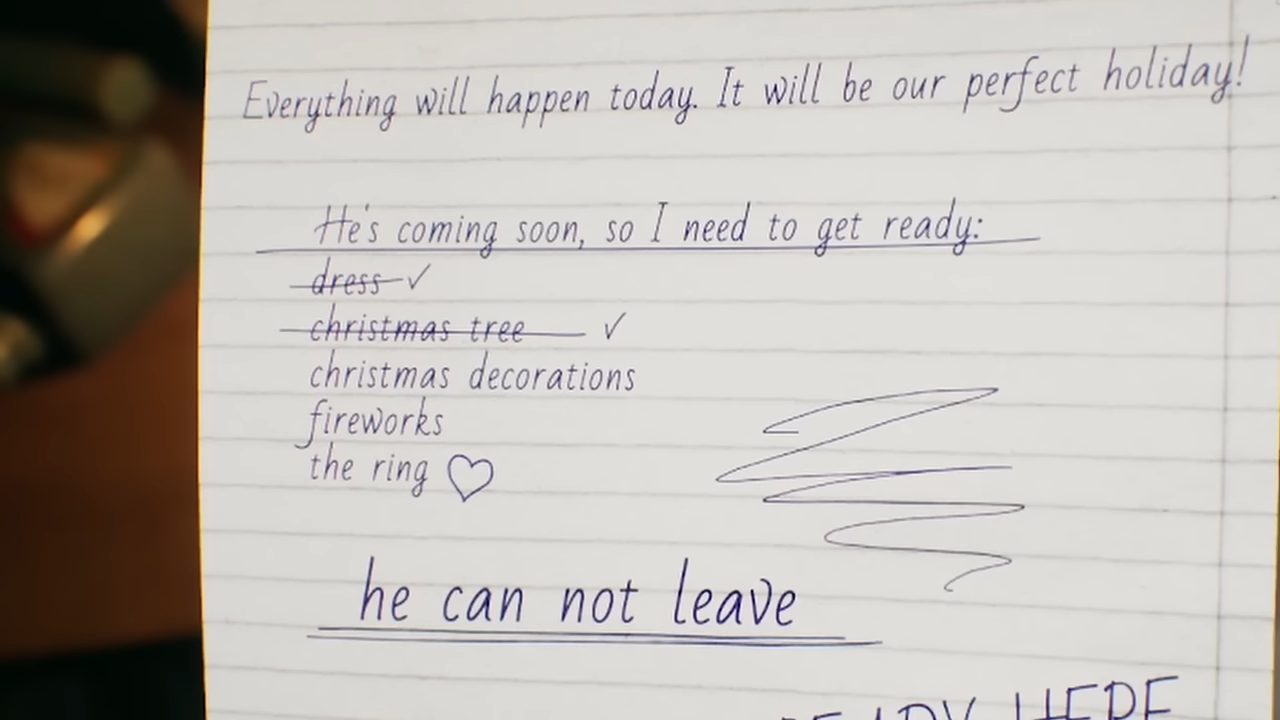 Everything will happen today. It will be our perfect holiday!
He's coming soon, so I need to get ready:
dress ✓
christmas tree ✓
christmas decorations
fireworks
the ring ♡
he can not leave
HERE